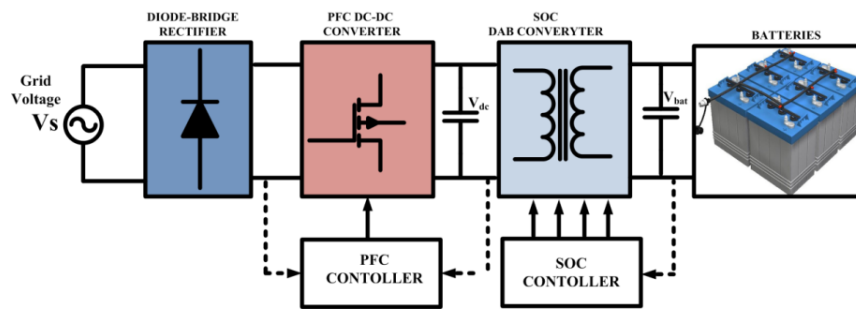 DIODE-BRIDGE
RECTIFIER
PFC DC-DC
CONVERTER
SOC
DAB CONVERYTER
BATTERIES
Grid
Voltage
Vs
Vdc
Vbat
PFC
CONTOLLER
SOC
CONTOLLER